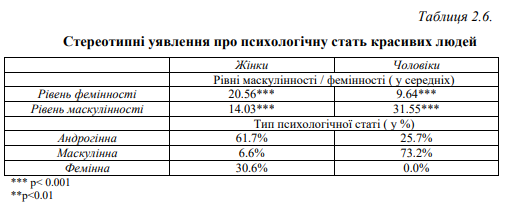 Таблиця 2.6.
Стереотипні уявлення про психологічну стать красивих людей
Жінки Чоловіки
Рівні маскулінності / фемінності ( у середніх)
Рівень фемінності 20.56*** 9.64***
Рівень маскулінності 14.03*** 31.55***
Тип психологічної статі ( у %)
Андрогінна 61.7% 25.7%
Маскулінна 6.6% 73.2%
Фемінна 30.6% 0.0%
*** p< 0.001
**p<0.01